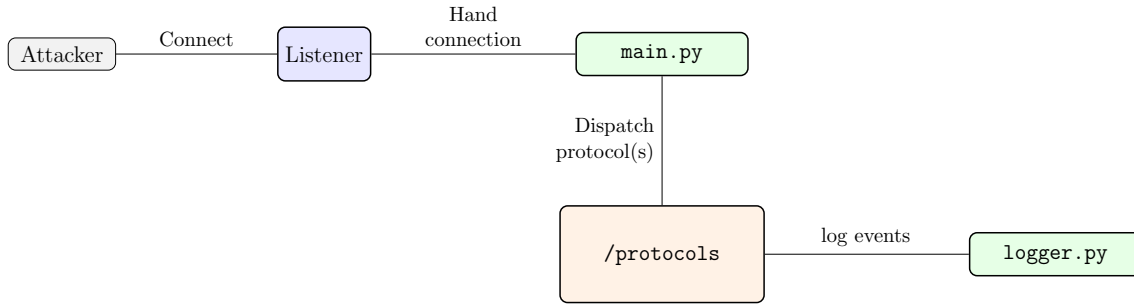 Attacker
Connect
Listener
Hand
connection
main.py
Dispatch
protocol(s)
/protocols
log events
logger.py